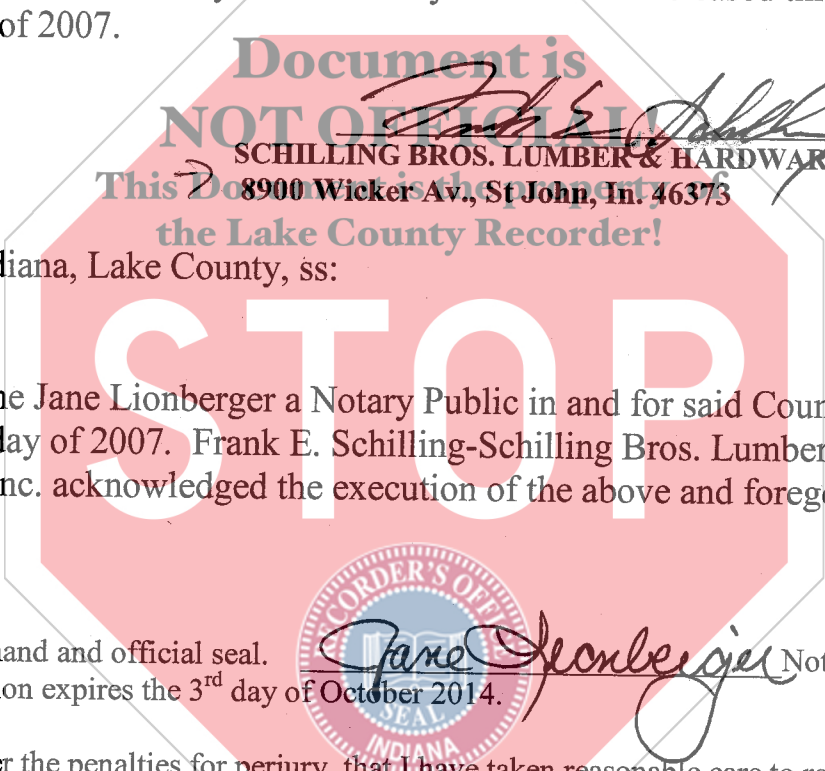 of 2007.
Document is
NOT OFFICIAL!
SCHILLING BROS. LUMBER & HARDWAR
This Document is the property of
8900 Wicker Av., St John, In. 46373
the Lake County Recorder!
diana, Lake County, ss:
STOP
ne Jane Lionberger a Notary Public in and for said Coun
day of 2007. Frank E. Schilling-Schilling Bros. Lumber
nc. acknowledged the execution of the above and forego
RECORDER'S OFFICE
hand and official seal. Jane Lionberger Not
on expires the 3rd day of October 2014.
SEAL
INDIANA
r the penalties for perjury, that I have taken reasonable care to